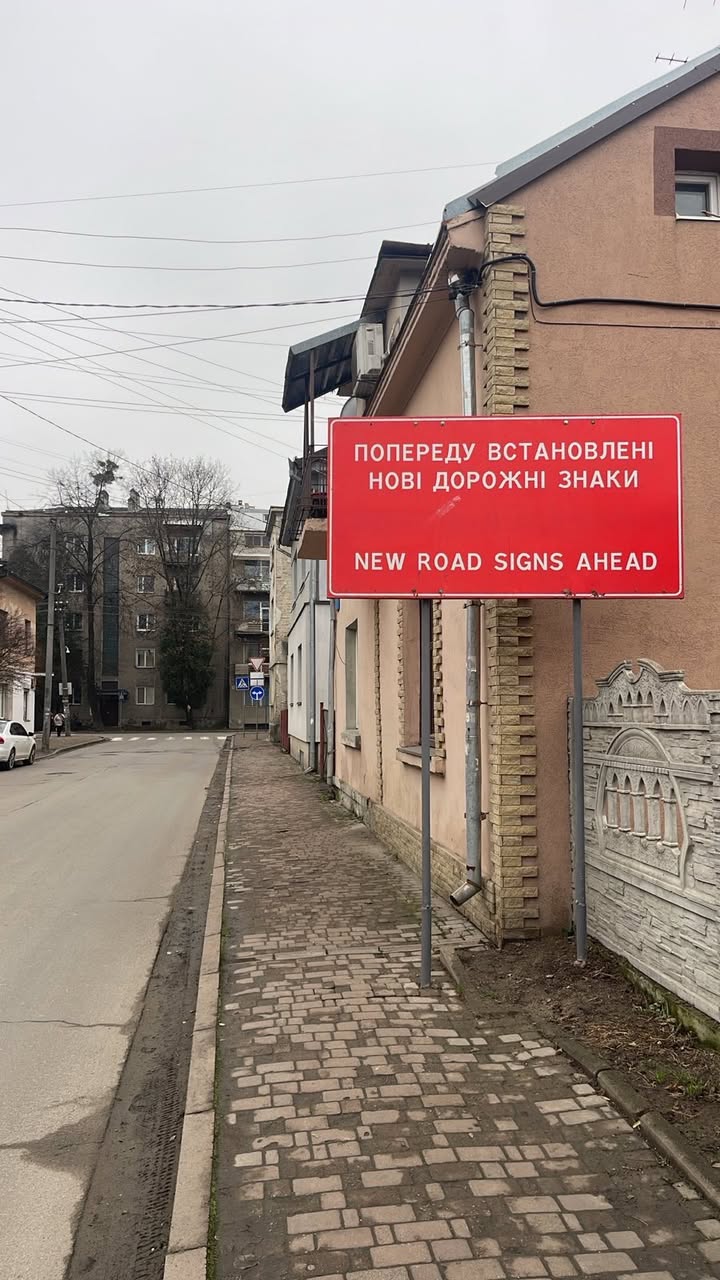 ПОПЕРЕДУ ВСТАНОВЛЕНІ
НОВІ ДОРОЖНІ ЗНАКИ
NEW ROAD SIGNS AHEAD